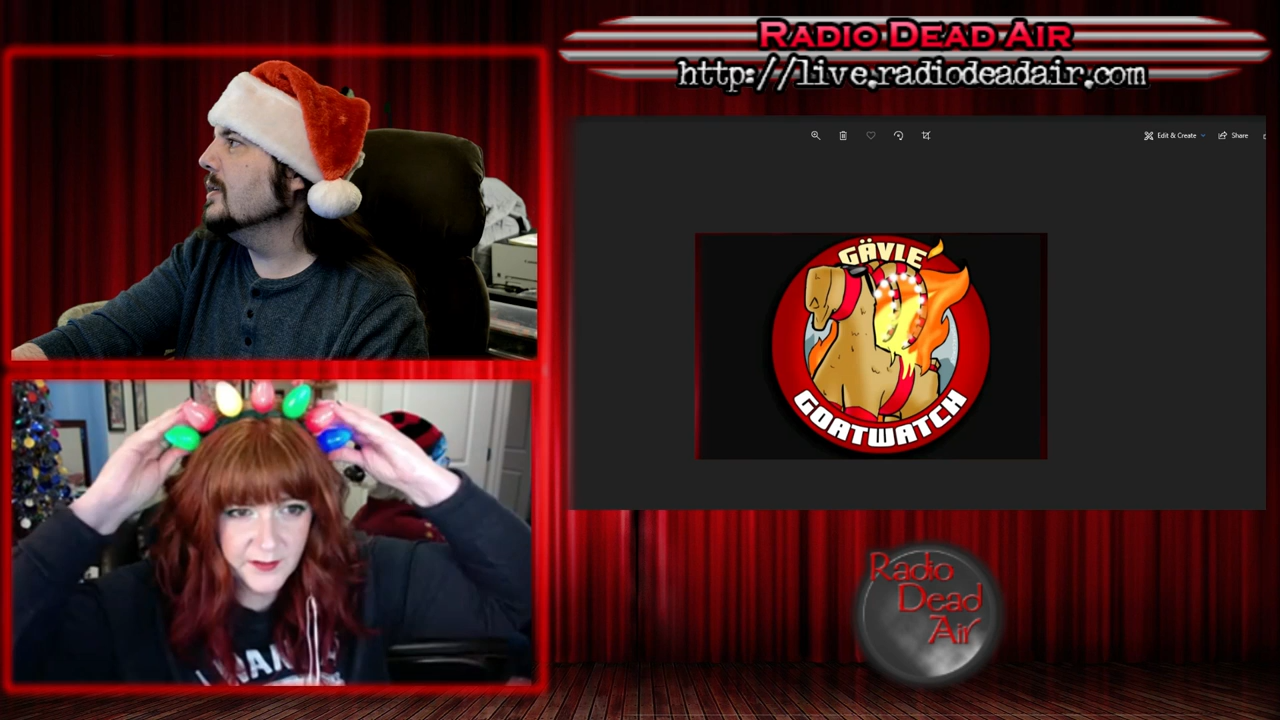 RADIO DEAD AIR
http://live.radiodeadair.com
Edit & Create
Share
GÄVLE
GOATWATCH
Radio
Dead
Air